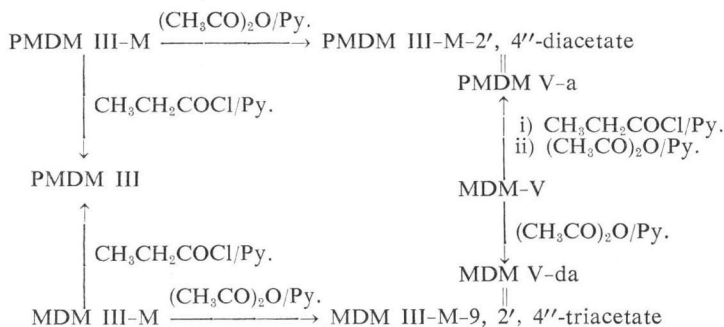 (CH₃CO)₂O/Py.
PMDM III–M ⟶ PMDM III–M–2′, 4″-diacetate
‖
PMDM V–a
CH₃CH₂COCl/Py.
i) CH₃CH₂COCl/Py.
ii) (CH₃CO)₂O/Py.
PMDM III
MDM–V
(CH₃CO)₂O/Py.
CH₃CH₂COCl/Py.
MDM V–da
(CH₃CO)₂O/Py.
‖
MDM III–M ⟶ MDM III–M–9, 2′, 4″-triacetate